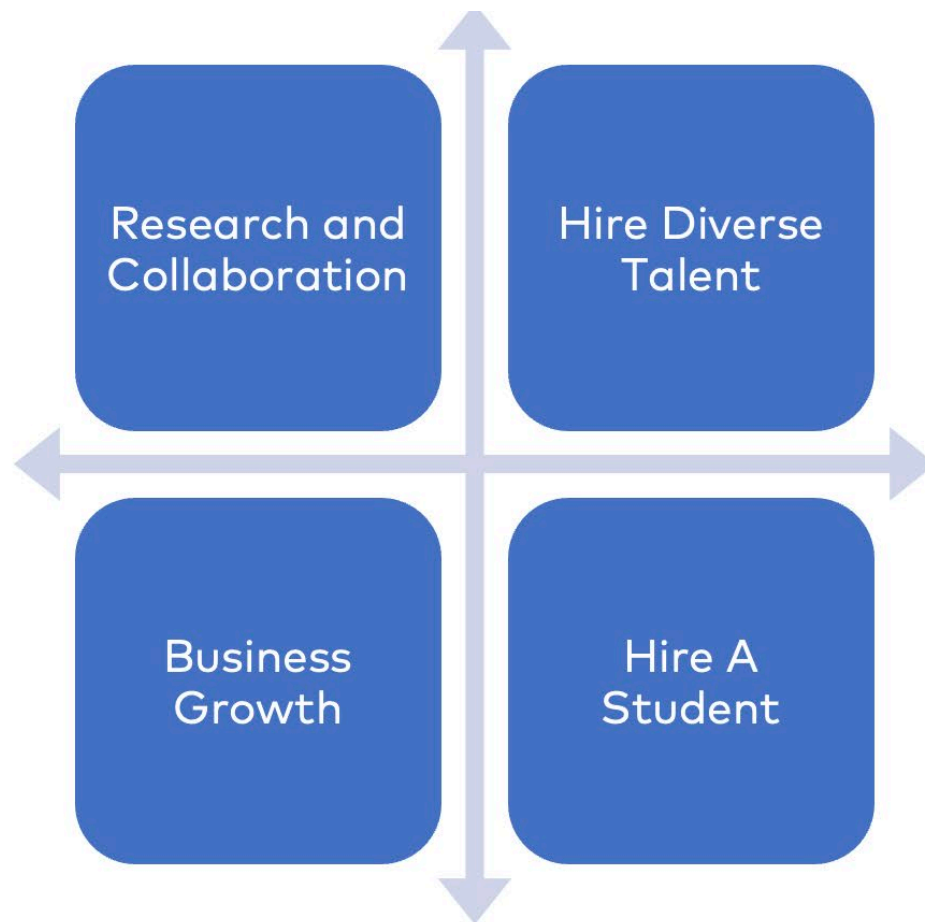 Research and
Collaboration
Hire Diverse
Talent
Business
Growth
Hire A
Student